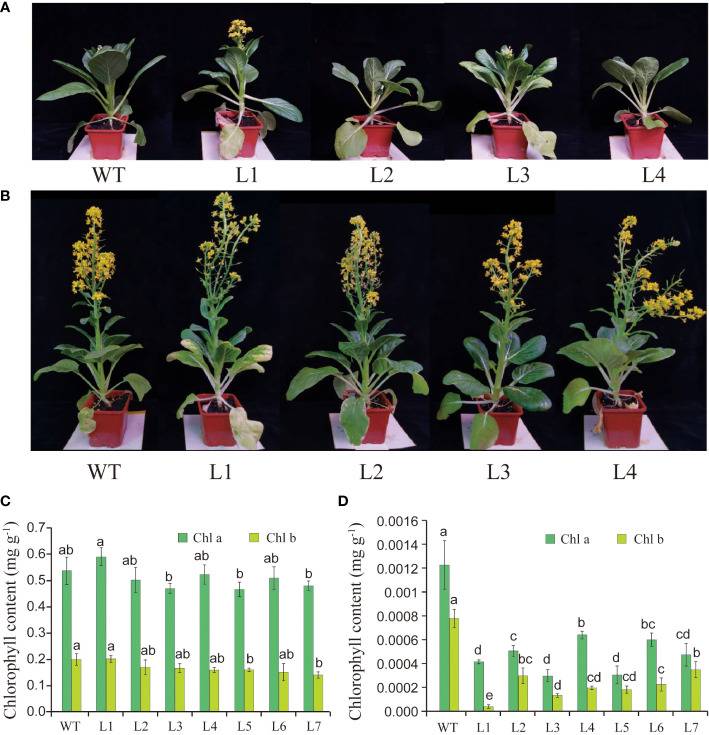 A
WT L1 L2 L3 L4
B
WT L1 L2 L3 L4
C
Chlorophyll content (mg g-1)
0.7
0.6
0.5
0.4
0.3
0.2
0.1
0.0
Chl a Chl b
ab a ab b ab b ab b
a a ab ab ab b ab b
WT L1 L2 L3 L4 L5 L6 L7
D
Chlorophyll content (mg g-1)
0.0016
0.0014
0.0012
0.001
0.0008
0.0006
0.0004
0.0002
0.000
Chl a Chl b
a d c d c d bc cd
a e bc d cd cd c b
WT L1 L2 L3 L4 L5 L6 L7